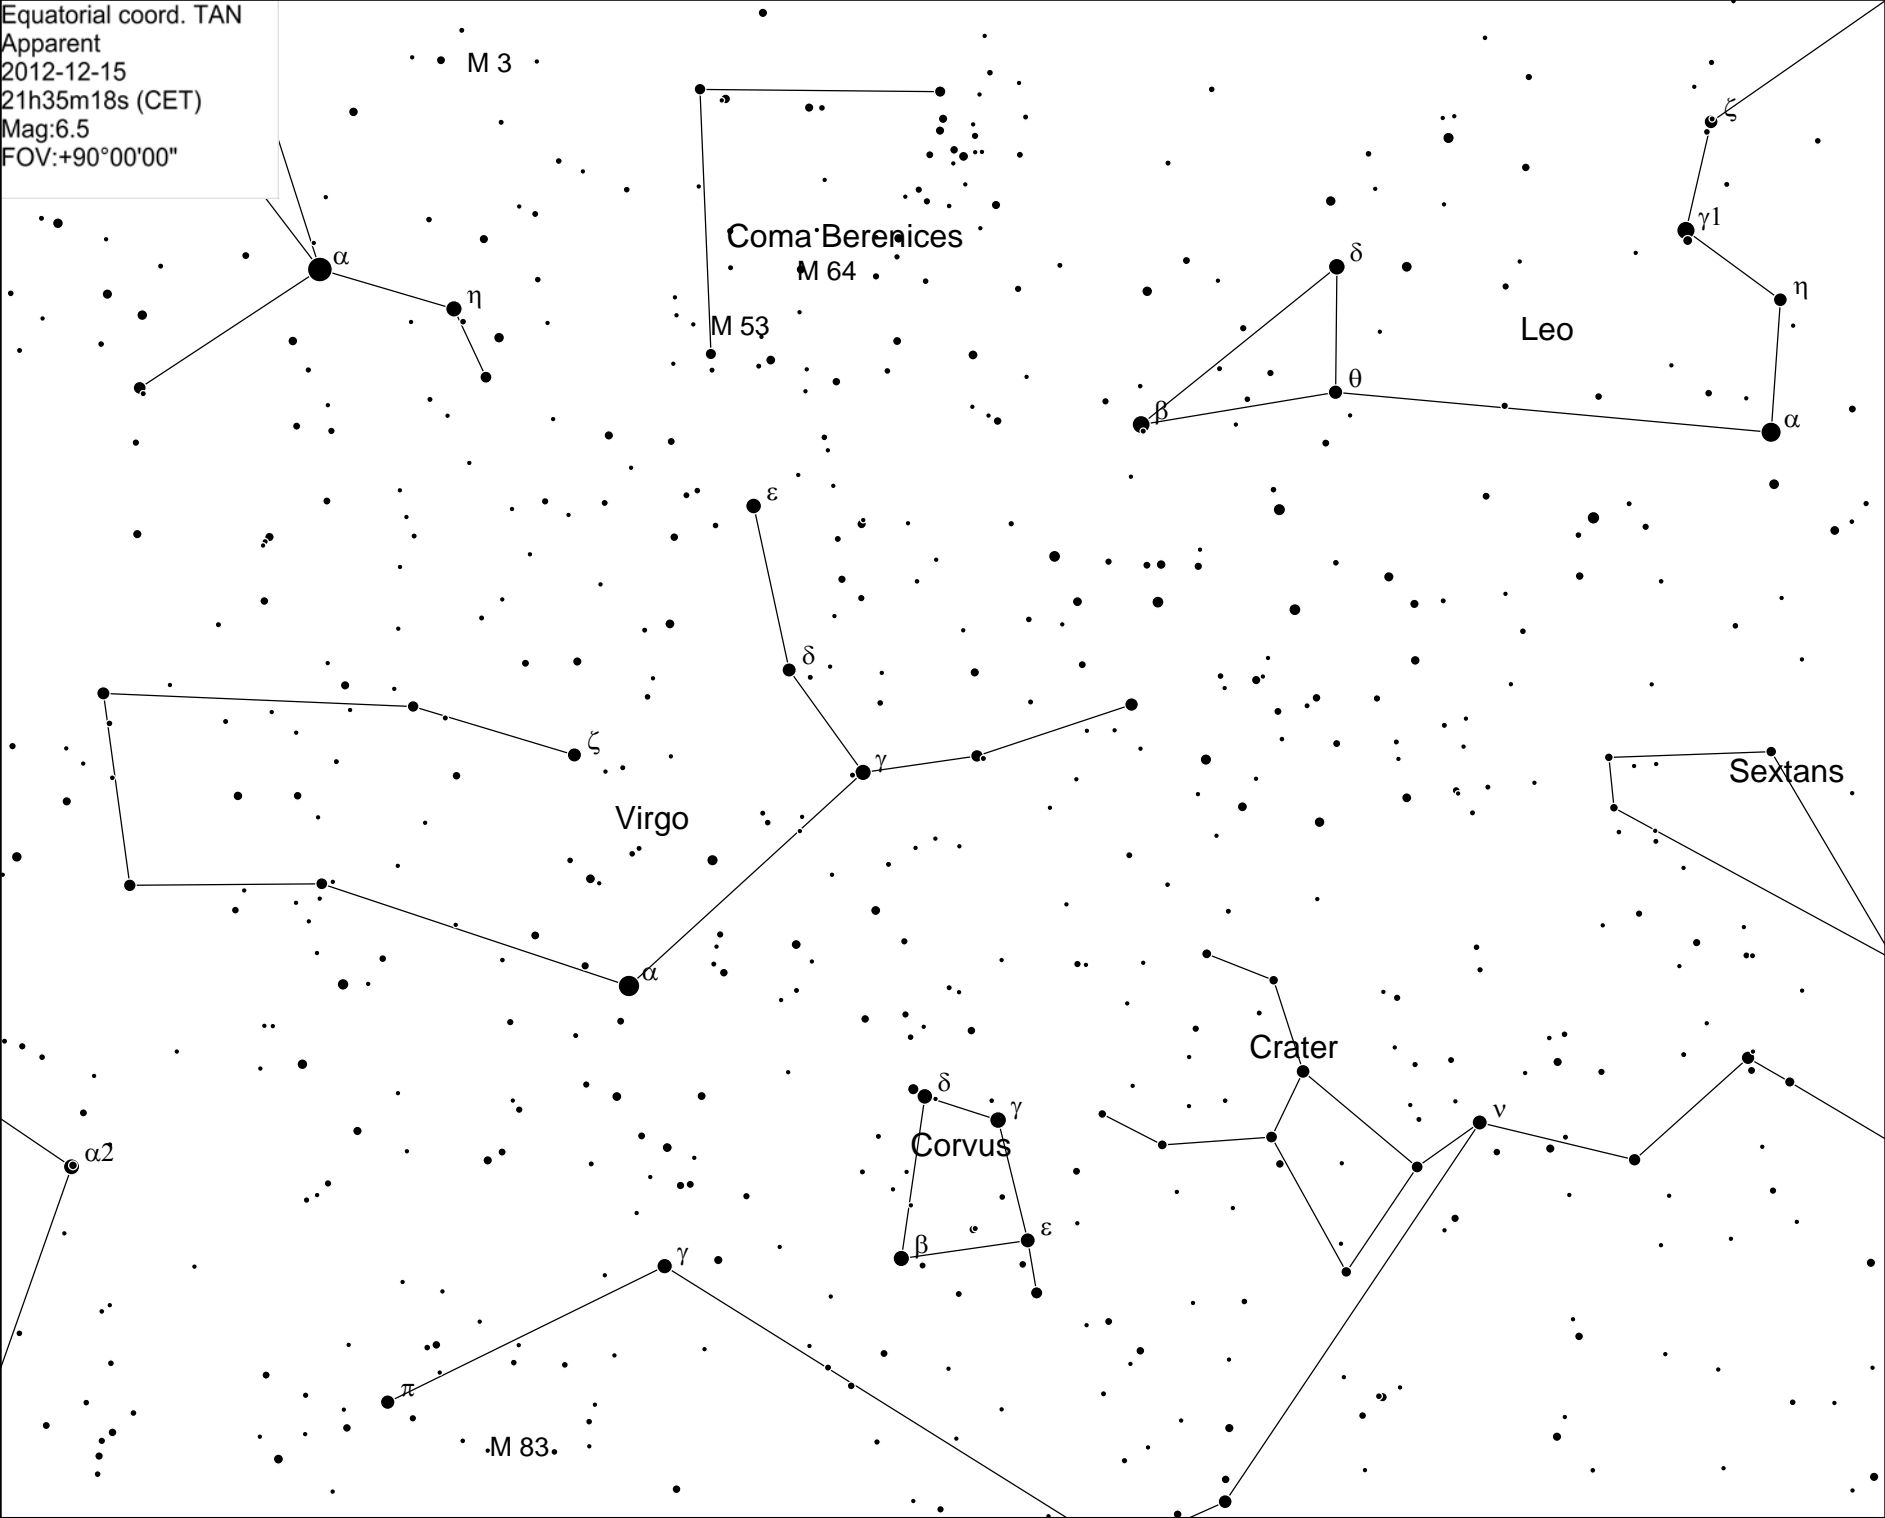 Equatorial coord. TAN
Apparent
2012-12-15
21h35m18s (CET)
Mag:6.5
FOV:+90°00'00"
M 3
ζ
γ1
Coma Berenices
α
δ
M 64
η
η
M 53
Leo
θ
β
α
ε
δ
ζ
γ
Sextans
Virgo
α
Crater
δ
γ
ν
Corvus
α2
ε
β
γ
π
M 83